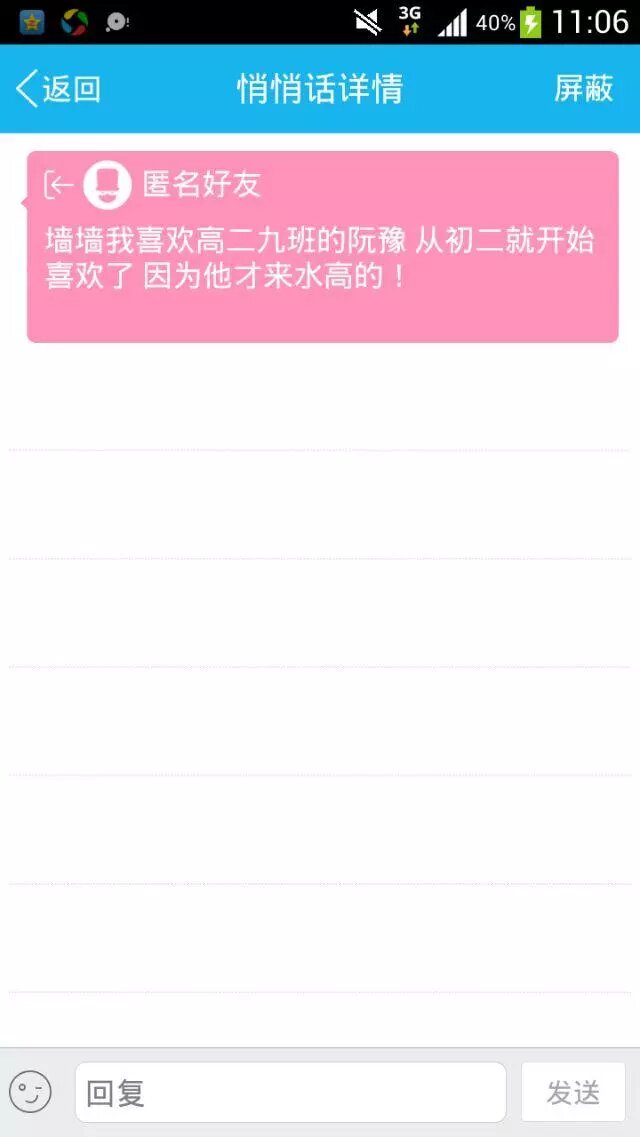 3G 40% 11:06
返回 悄悄话详情 屏蔽
匿名好友
墙墙我喜欢高二九班的阮豫 从初二就开始
喜欢了 因为他才来水高的！
回复 发送